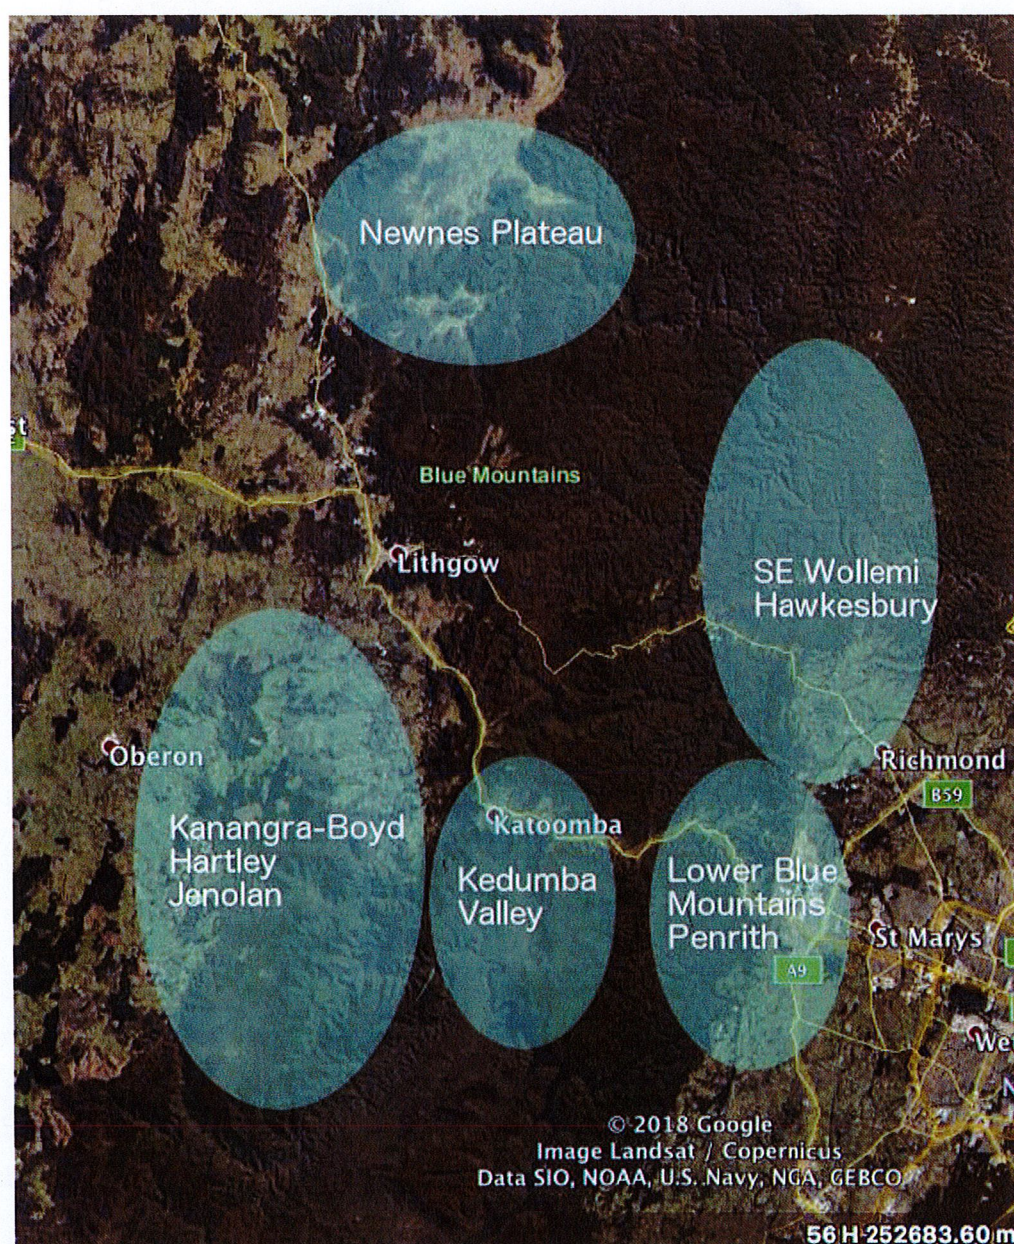 Newnes Plateau
st
Blue Mountains
Lithgow
SE Wollemi
Hawkesbury
Oberon
Richmond
B59
Kanangra-Boyd
Hartley
Jenolan
Katoomba
Kedumba
Valley
Lower Blue
Mountains
Penrith
St Marys
A9
We
N
© 2018 Google
Image Landsat / Copernicus
Data SIO, NOAA, U.S. Navy, NGA, GEBCO
56 H 252683.60 m